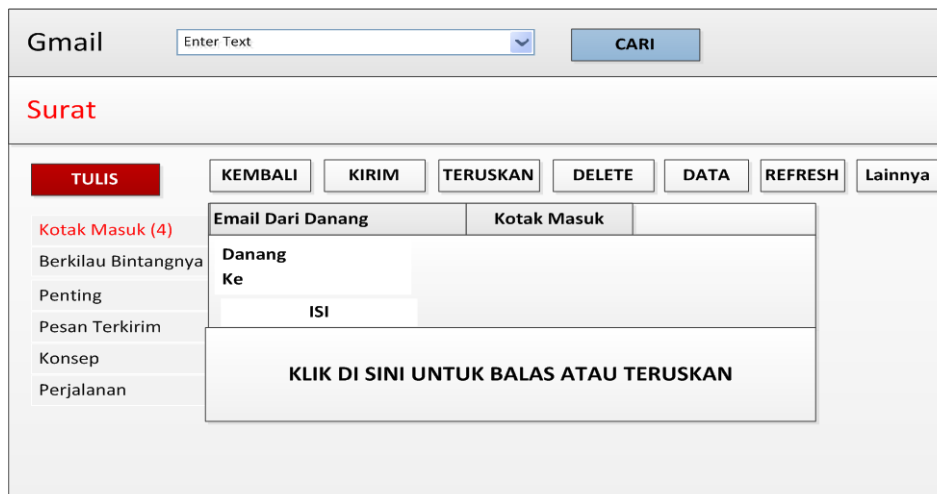 Gmail
Enter Text
CARI
Surat
TULIS
KEMBALI
KIRIM
TERUSKAN
DELETE
DATA
REFRESH
Lainnya
Kotak Masuk (4)
Berkilau Bintangnya
Penting
Pesan Terkirim
Konsep
Perjalanan
Email Dari Danang
Kotak Masuk
Danang
Ke
ISI
KLIK DI SINI UNTUK BALAS ATAU TERUSKAN